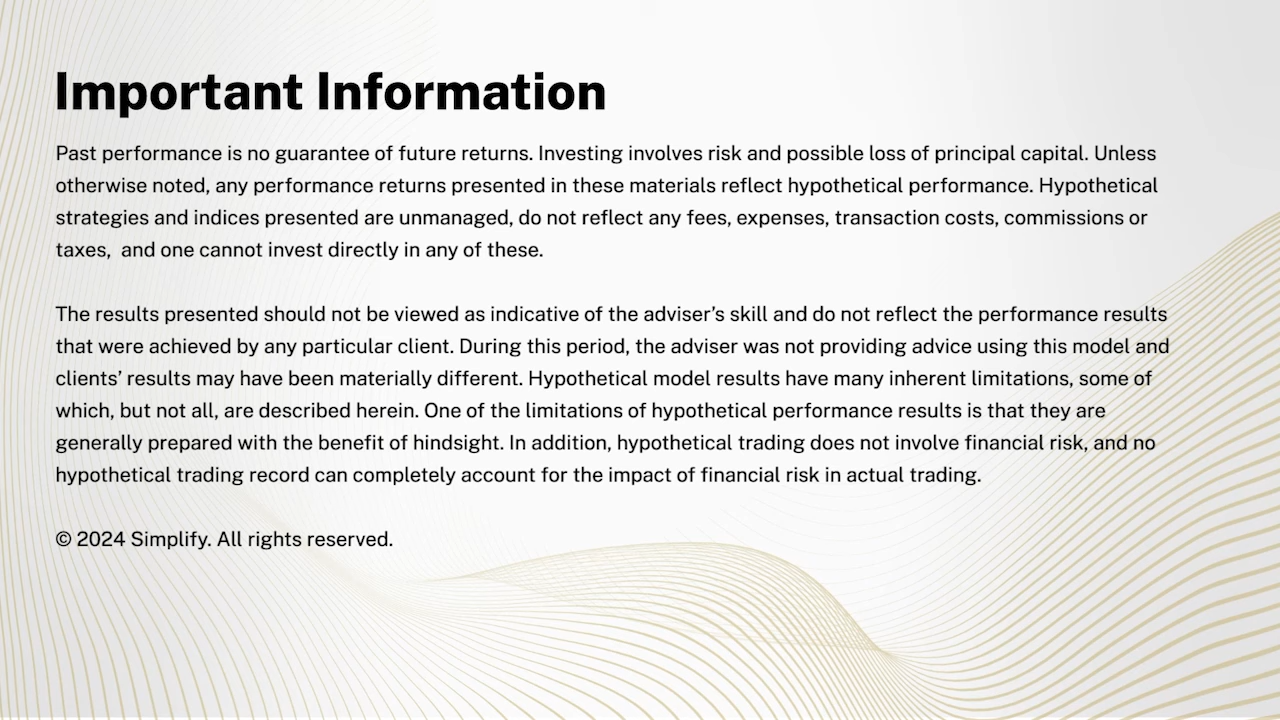 Important Information
Past performance is no guarantee of future returns. Investing involves risk and possible loss of principal capital. Unless
otherwise noted, any performance returns presented in these materials reflect hypothetical performance. Hypothetical
strategies and indices presented are unmanaged, do not reflect any fees, expenses, transaction costs, commissions or
taxes,  and one cannot invest directly in any of these.
The results presented should not be viewed as indicative of the adviser’s skill and do not reflect the performance results
that were achieved by any particular client. During this period, the adviser was not providing advice using this model and
clients’ results may have been materially different. Hypothetical model results have many inherent limitations, some of
which, but not all, are described herein. One of the limitations of hypothetical performance results is that they are
generally prepared with the benefit of hindsight. In addition, hypothetical trading does not involve financial risk, and no
hypothetical trading record can completely account for the impact of financial risk in actual trading.
© 2024 Simplify. All rights reserved.